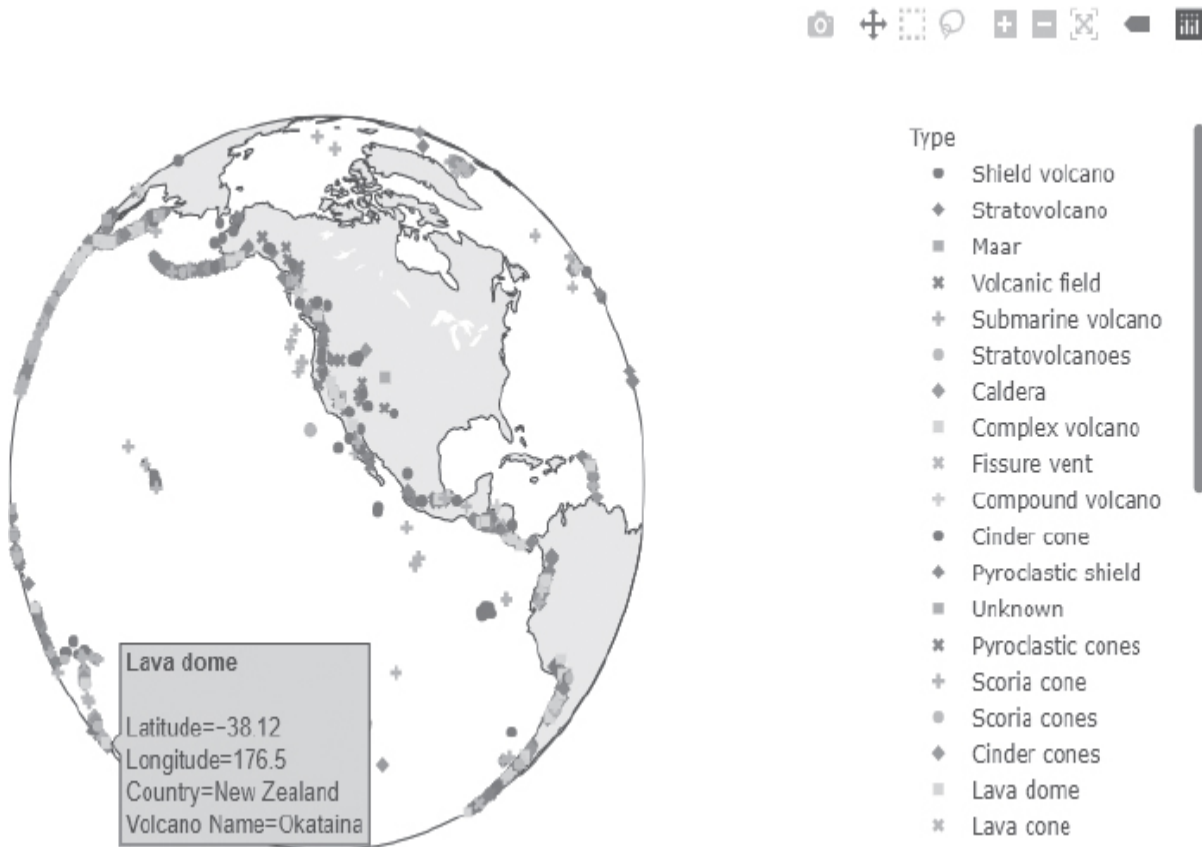 Type
Shield volcano
Stratovolcano
Maar
Volcanic field
Submarine volcano
Stratovolcanoes
Caldera
Complex volcano
Fissure vent
Compound volcano
Cinder cone
Pyroclastic shield
Unknown
Pyroclastic cones
Scoria cone
Scoria cones
Cinder cones
Lava dome
Lava cone
Lava dome
Latitude=−38.12
Longitude=176.5
Country=New Zealand
Volcano Name=Okataina